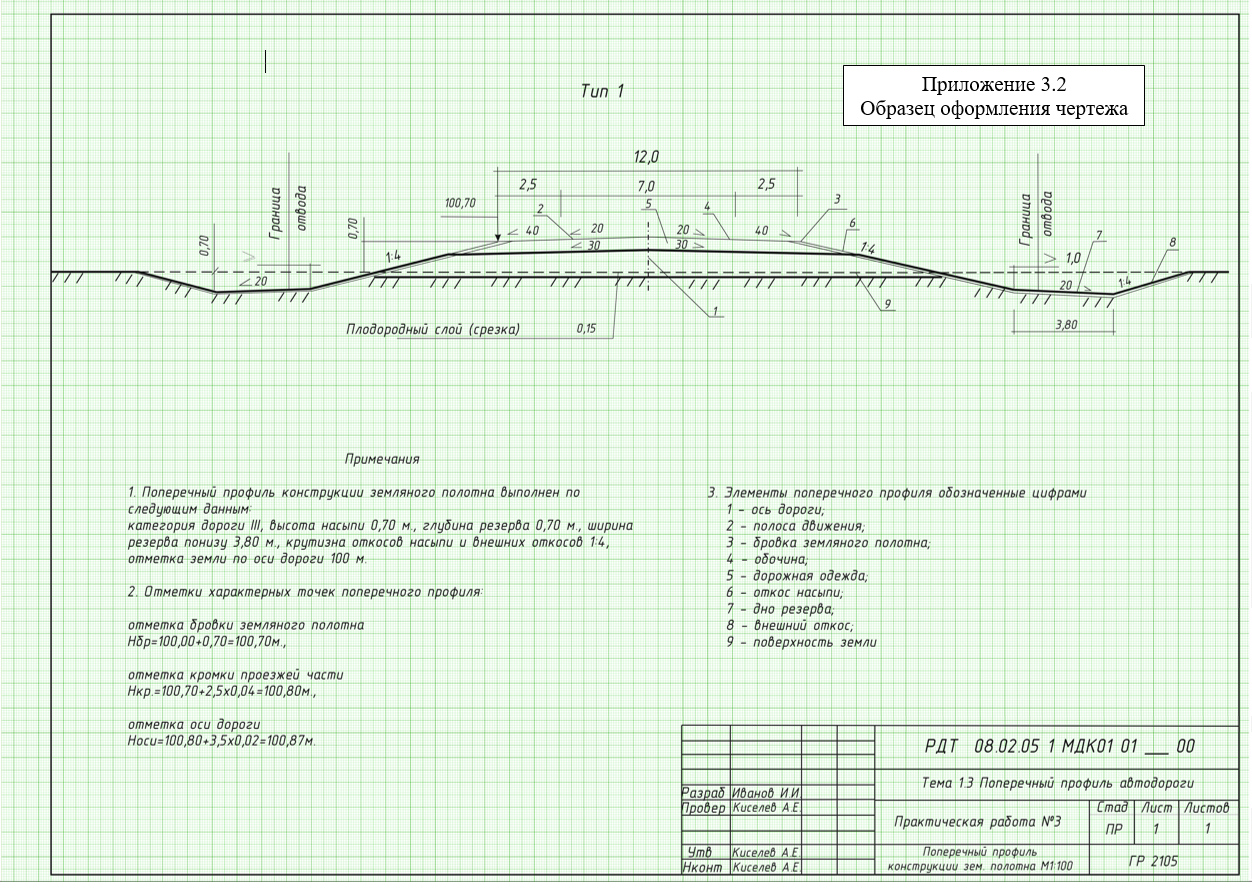 Приложение 3.2
Образец оформления чертежа
Тип 1
12,0
2,5
7,0
2,5
Граница
отвода
Граница
отвода
100,70
0,70
0,70
2
5
4
3
6
40
20
20
40
30
30
1:4
1:4
7
8
1,0
20
20
1:4
9
1
3,80
Плодородный слой (срезка)
0,15
Примечания
1. Поперечный профиль конструкции земляного полотна выполнен по
следующим данным:
категория дороги III, высота насыпи 0,70 м., глубина резерва 0,70 м., ширина
резерва понизу 3,80 м., крутизна откосов насыпи и внешних откосов 1:4,
отметка земли по оси дороги 100 м.
2. Отметки характерных точек поперечного профиля:
отметка бровки земляного полотна
Нбр=100,00+0,70=100,70м.,
отметка кромки проезжей части
Нкр.=100,70+2,5х0,04=100,80м.,
отметка оси дороги
Носи=100,80+3,5х0,02=100,87м.
3. Элементы поперечного профиля обозначенные цифрами
1 - ось дороги;
2 - полоса движения;
3 - бровка земляного полотна;
4 - обочина;
5 - дорожная одежда;
6 - откос насыпи;
7 - дно резерва;
8 - внешний откос;
9 - поверхность земли
РДТ 08.02.05 1 МДК01 01 ___ 00
Тема 1.3 Поперечный профиль автодороги
Разраб Иванов И.И.
Провер Киселев А.Е.
Утв Киселев А.Е.
Нконт Киселев А.Е.
Практическая работа №3
Стад Лист Листов
ПР 1 1
Поперечный профиль
конструкции зем. полотна М1:100
ГР 2105